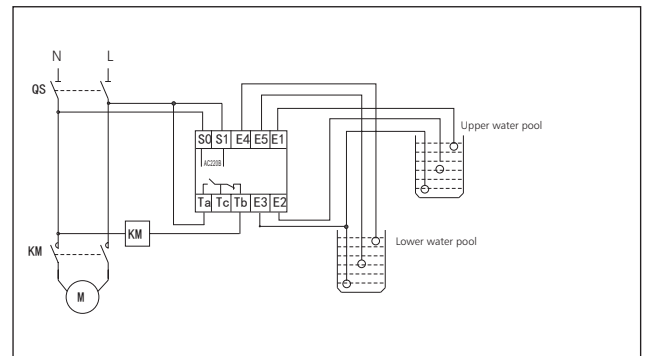 N L
QS
S0 S1 E4 E5 E1
AC220B
Ta Tc Tb E3 E2
KM
KM
M
Upper water pool
Lower water pool